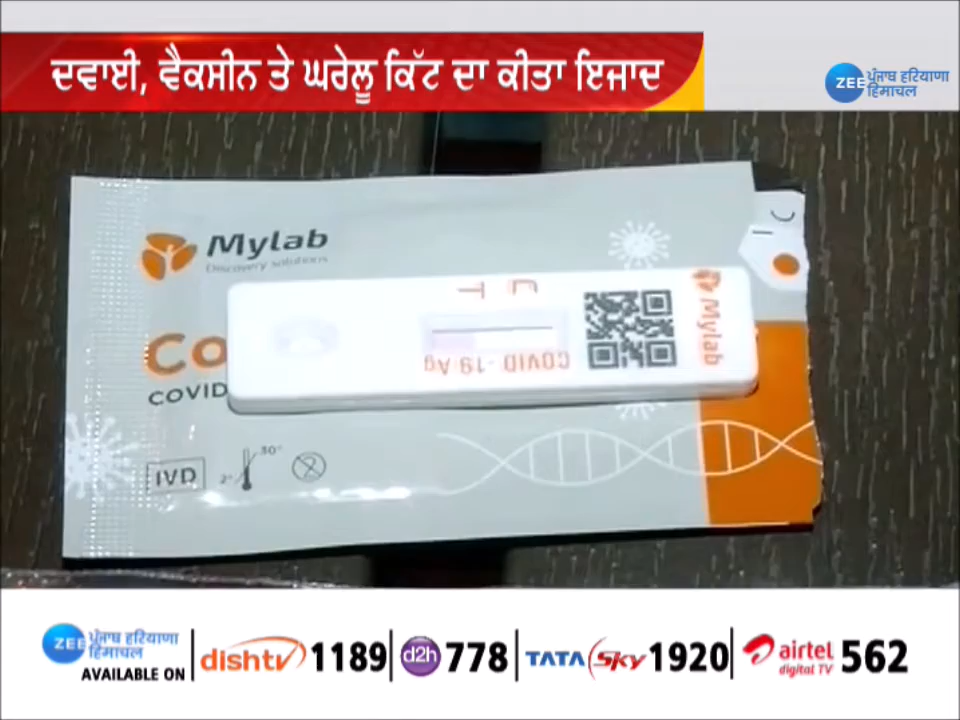 ਦਵਾਈ, ਵੈਕਸੀਨ ਤੇ ਘਰੇਲੂ ਕਿੱਟ ਦਾ ਕੀਤਾ ਇਜਾਦ
ZEE ਪੰਜਾਬ ਹਰਿਆਣਾ
ਹਿਮਾਚਲ
Mylab
Discovery solutions
Co
COVID
C
T
COVID-19 Ag
Mylab
IVD
2°
30°
ZEE ਪੰਜਾਬ ਹਰਿਆਣਾ
ਹਿਮਾਚਲ
AVAILABLE ON
dishtv 1189
d2h 778
TATA Sky 1920
airtel
digital TV
562